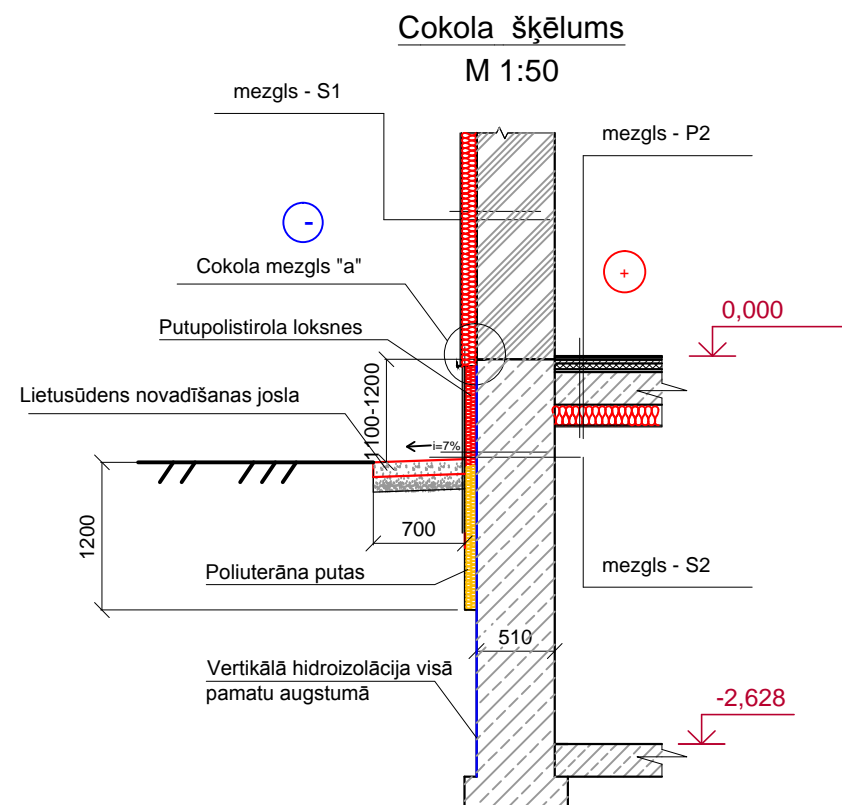 Cokola šķēlums
M 1:50
mezgls - S1
mezgls - P2
-
+
Cokola mezgls "a"
0,000
Putupolistirola loksnes
1100-1200
Lietusūdens novadīšanas josla
i=7%
1200
700
Poliuterāna putas
mezgls - S2
510
Vertikālā hidroizolācija visā
pamatu augstumā
-2,628